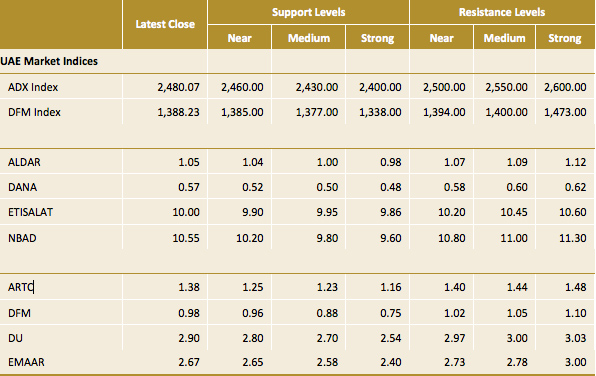 Latest Close Support Levels Resistance Levels
Near Medium Strong Near Medium Strong
UAE Market Indices
ADX Index 2,480.07 2,460.00 2,430.00 2,400.00 2,500.00 2,550.00 2,600.00
DFM Index 1,388.23 1,385.00 1,377.00 1,338.00 1,394.00 1,400.00 1,473.00
ALDAR 1.05 1.04 1.00 0.98 1.07 1.09 1.12
DANA 0.57 0.52 0.50 0.48 0.58 0.60 0.62
ETISALAT 10.00 9.90 9.95 9.86 10.20 10.45 10.60
NBAD 10.55 10.20 9.80 9.60 10.80 11.00 11.30
ARTC 1.38 1.25 1.23 1.16 1.40 1.44 1.48
DFM 0.98 0.96 0.88 0.75 1.02 1.05 1.10
DU 2.90 2.80 2.70 2.54 2.97 3.00 3.03
EMAAR 2.67 2.65 2.58 2.40 2.73 2.78 3.00